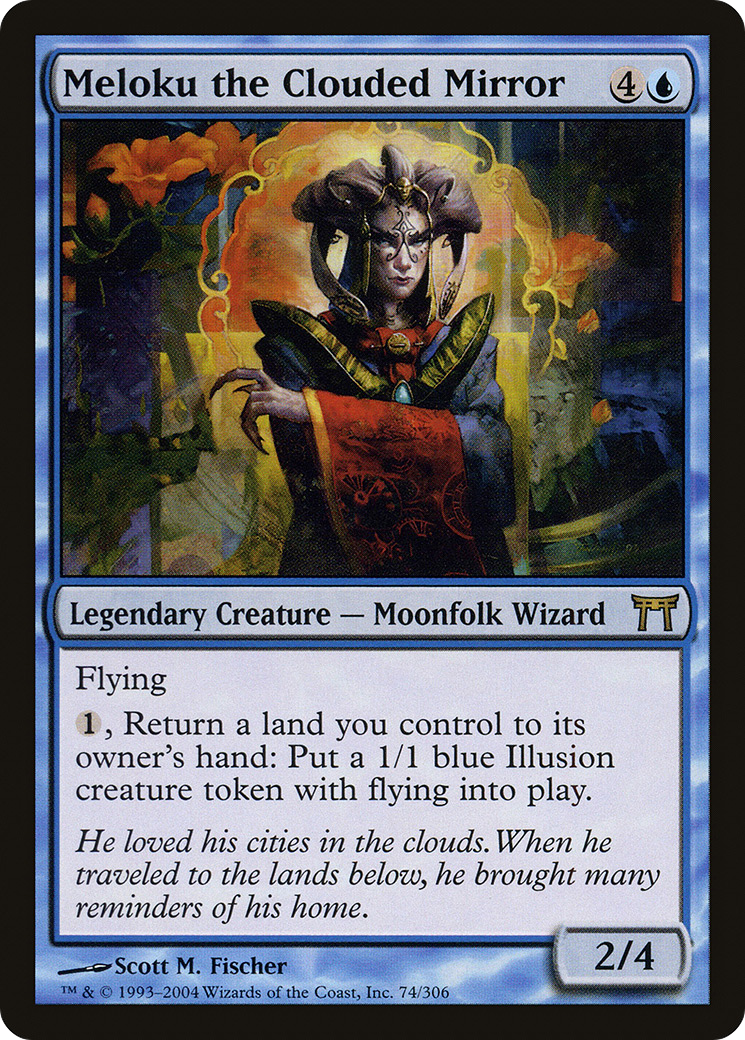 Meloku the Clouded Mirror 4
Legendary Creature — Moonfolk Wizard
Flying
1, Return a land you control to its
owner's hand: Put a 1/1 blue Illusion
creature token with flying into play.
He loved his cities in the clouds. When he
traveled to the lands below, he brought many
reminders of his home.
2/4
Scott M. Fischer
™ & © 1993–2004 Wizards of the Coast, Inc. 74/306